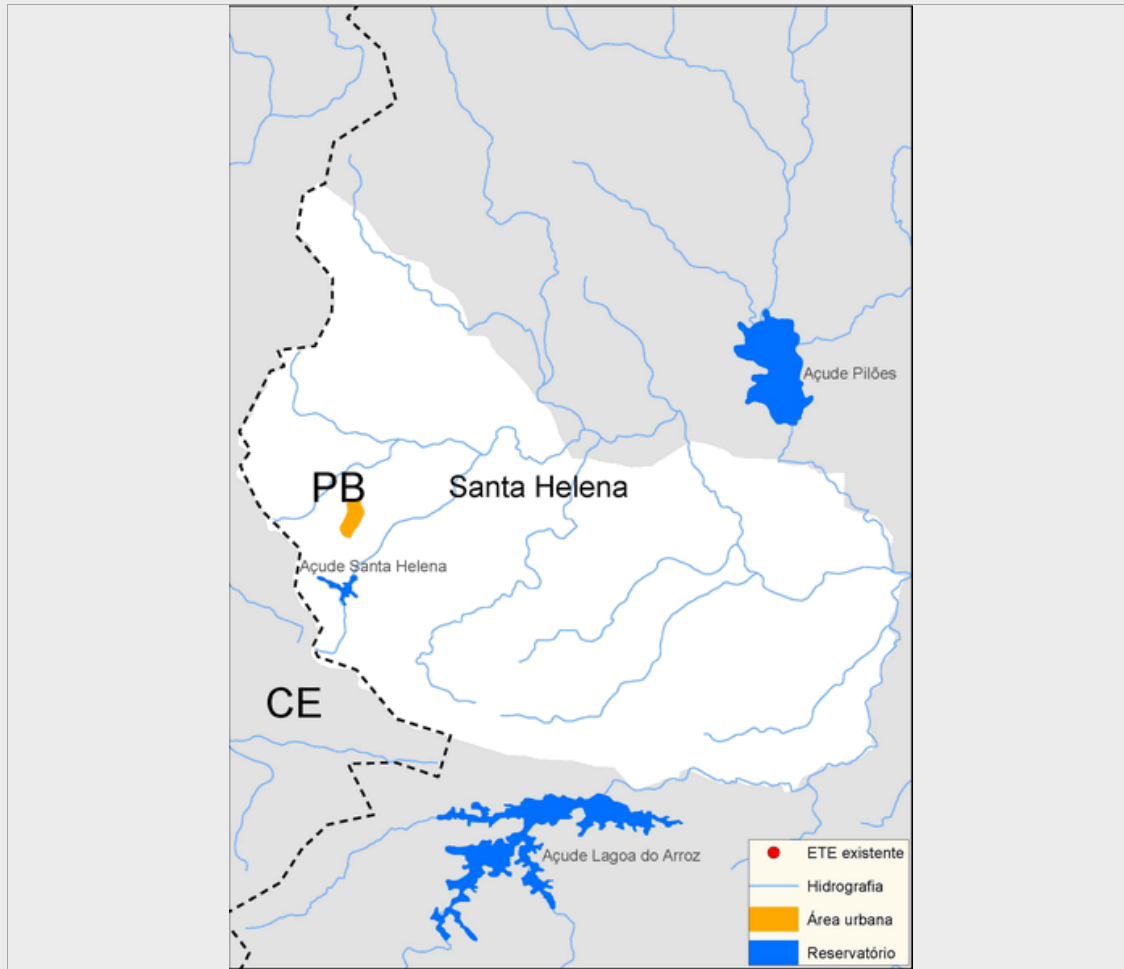 Açude Pilões
PB
Santa Helena
Açude Santa Helena
CE
Açude Lagoa do Arroz
ETE existente
Hidrografia
Área urbana
Reservatório